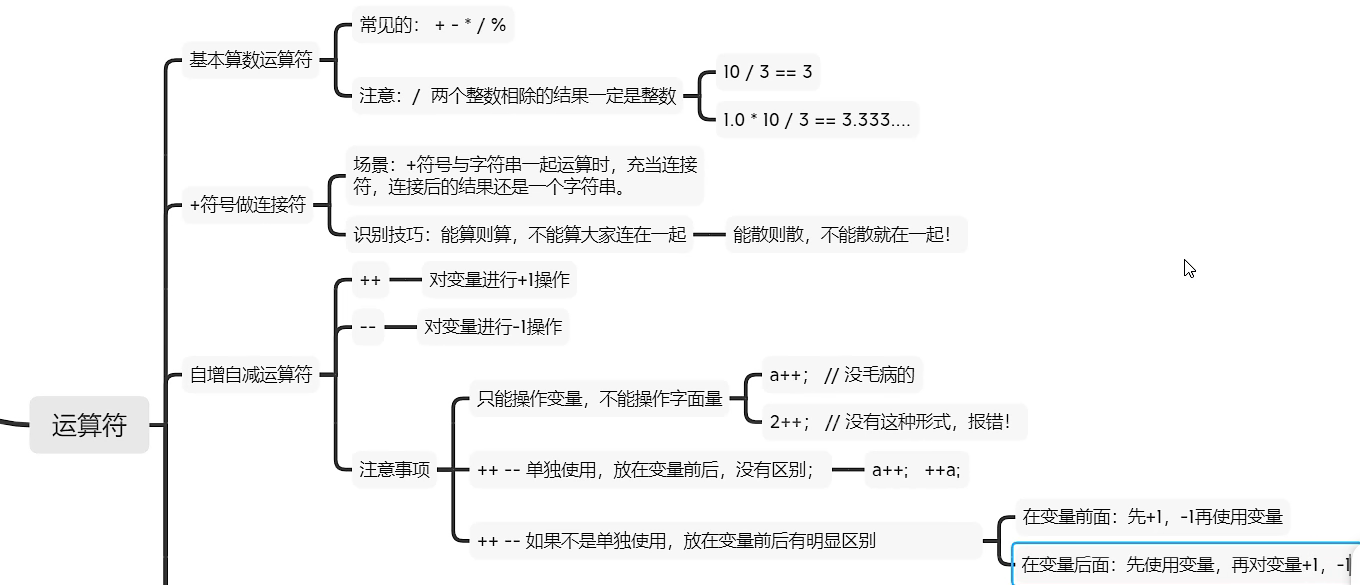 运算符
基本算数运算符
常见的： + - * / %
注意：/ 两个整数相除的结果一定是整数
10 / 3 == 3
1.0 * 10 / 3 == 3.333....
+符号做连接符
场景：+符号与字符串一起运算时，充当连接
符，连接后的结果还是一个字符串。
识别技巧：能算则算，不能算大家连在一起
能散则散，不能散就在一起！
自增自减运算符
++
对变量进行+1操作
--
对变量进行-1操作
注意事项
只能操作变量，不能操作字面量
a++； // 没毛病的
2++； // 没有这种形式，报错！
++ -- 单独使用，放在变量前后，没有区别；
a++； ++a;
++ -- 如果不是单独使用，放在变量前后有明显区别
在变量前面：先+1，-1再使用变量
在变量后面：先使用变量，再对变量+1，-1